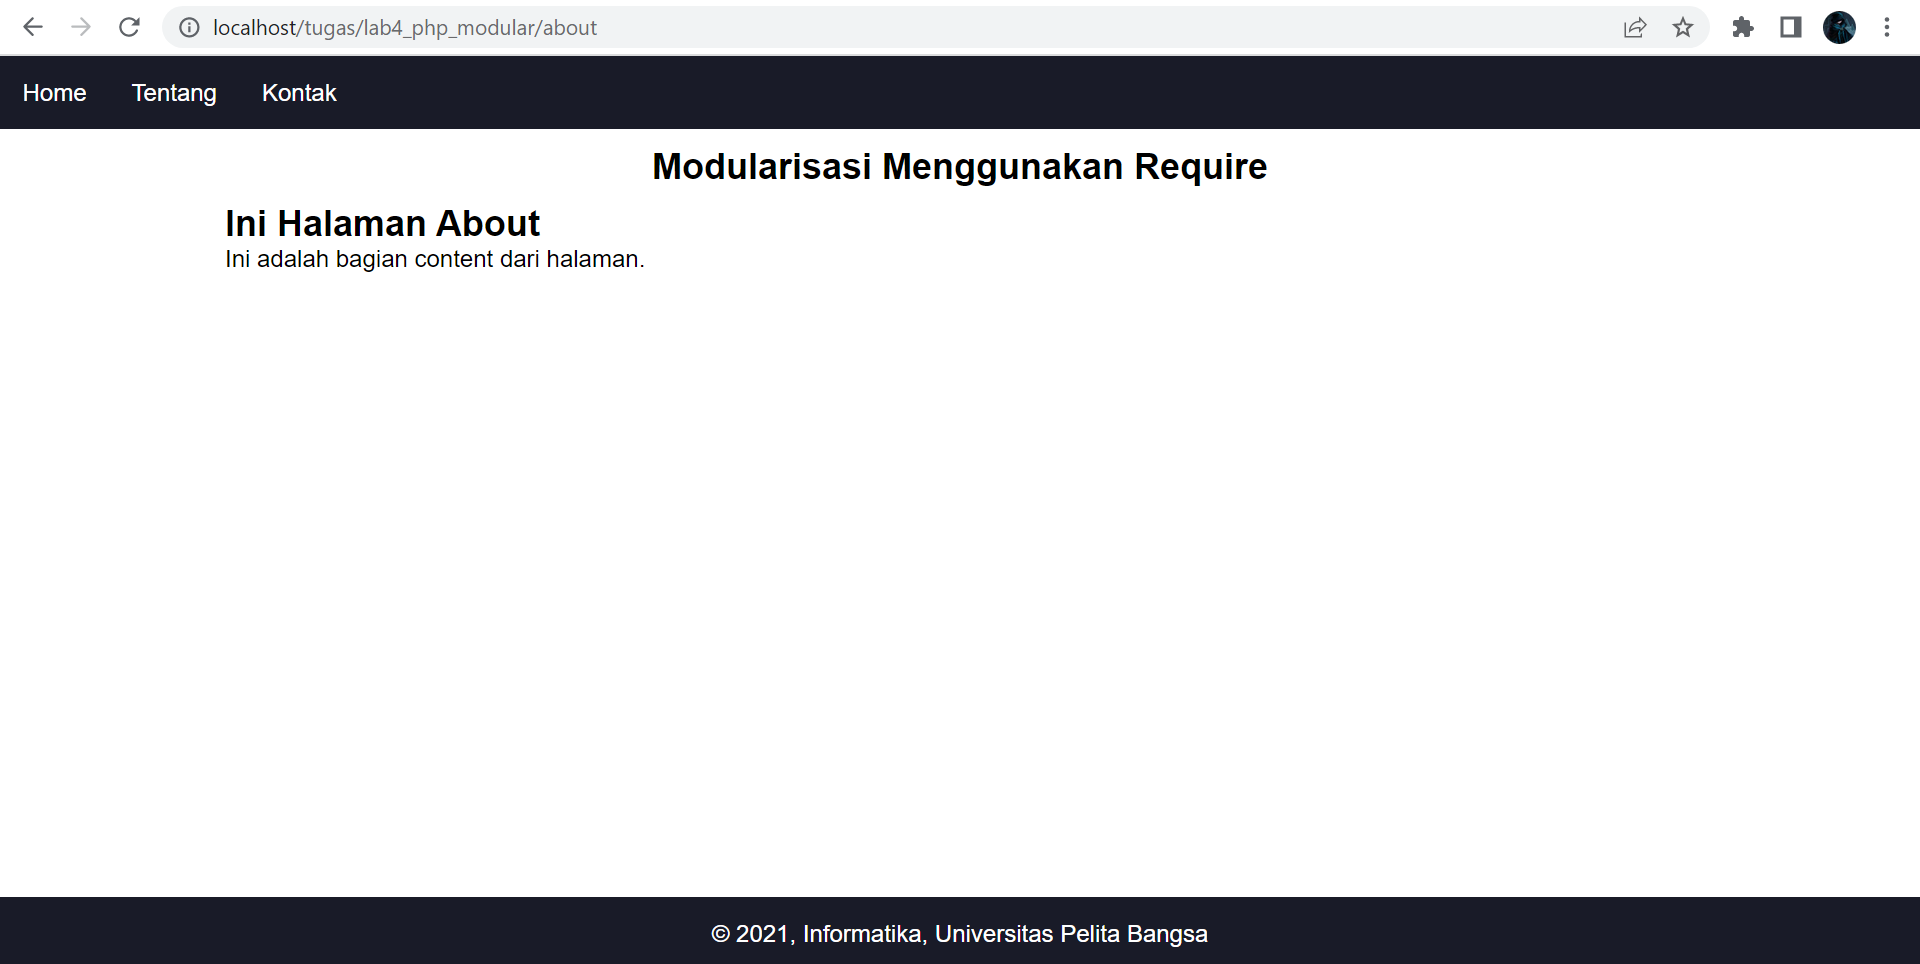 localhost/tugas/lab4_php_modular/about
Home Tentang Kontak
Modularisasi Menggunakan Require
Ini Halaman About
Ini adalah bagian content dari halaman.
© 2021, Informatika, Universitas Pelita Bangsa